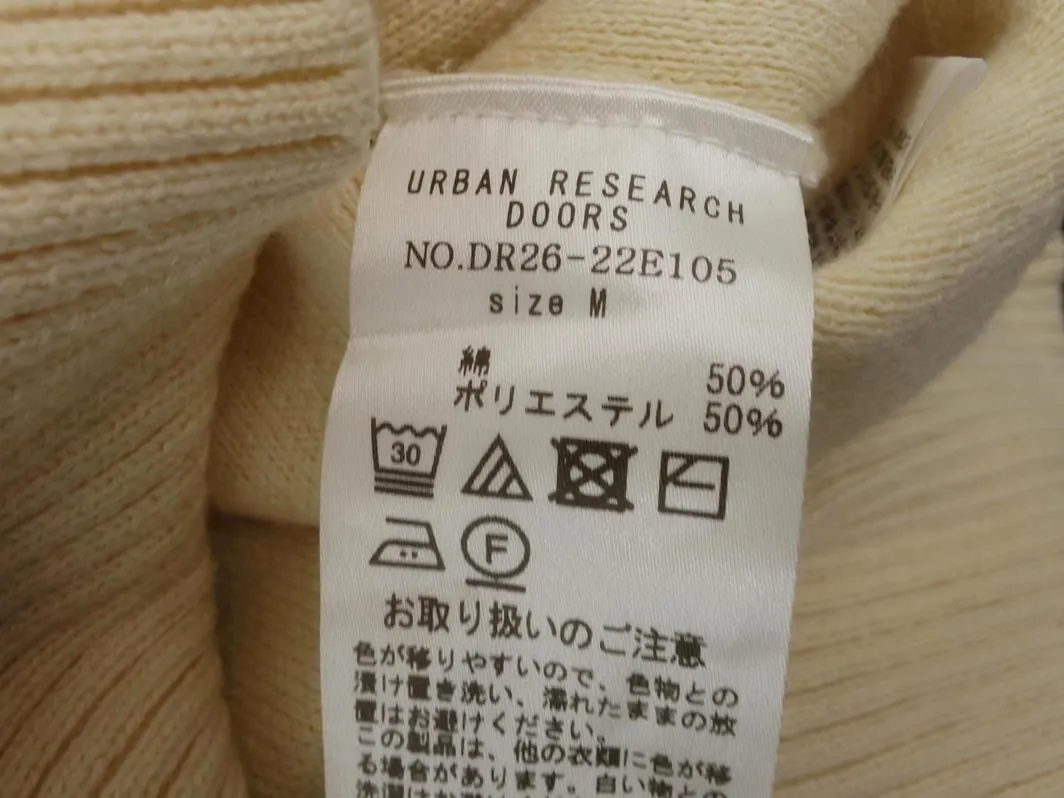 URBAN RESEARCH
DOORS
NO.DR26-22E105
size M
綿 50%
ポリエステル 50%
30
F
お取り扱いのご注意
色が移りやすいので、色物との
漬け置き洗い、濡れたままの放
置はお避けください。
この製品は、他の衣類に色が移
る場合があります。白い物との